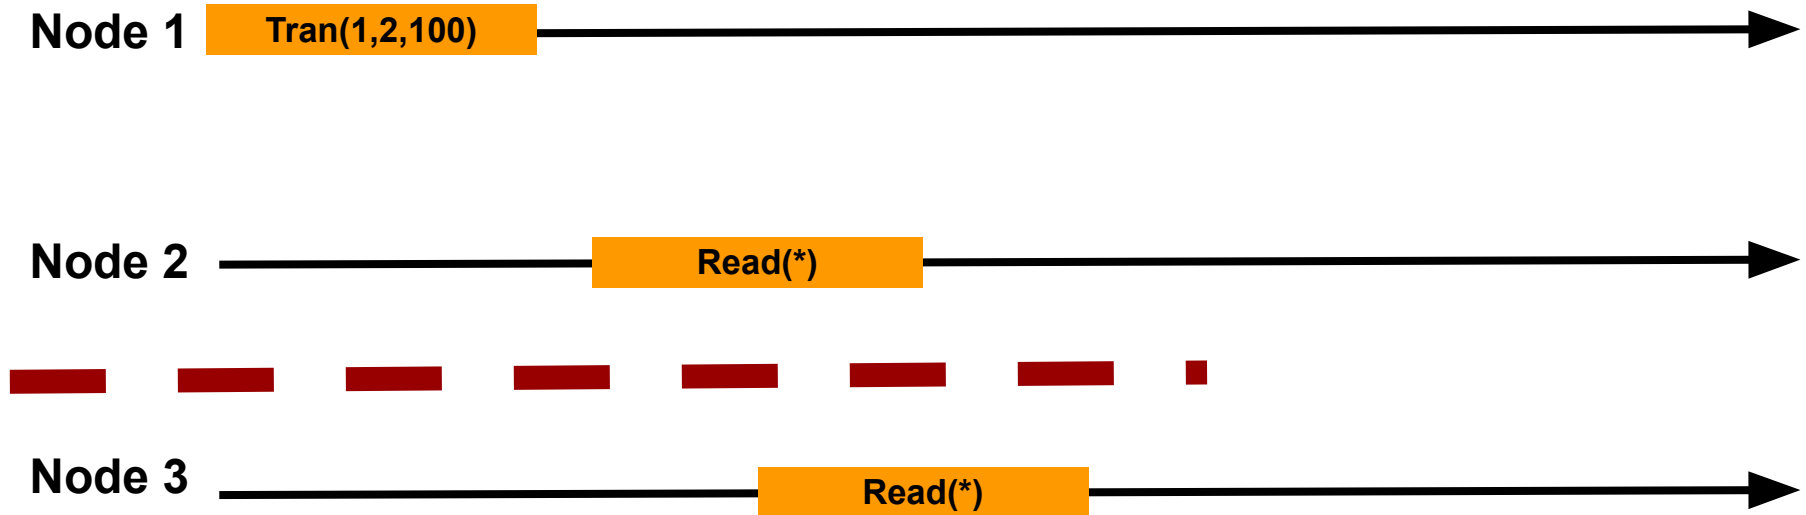 Node 1
Tran(1,2,100)
Node 2
Read(*)
Node 3
Read(*)